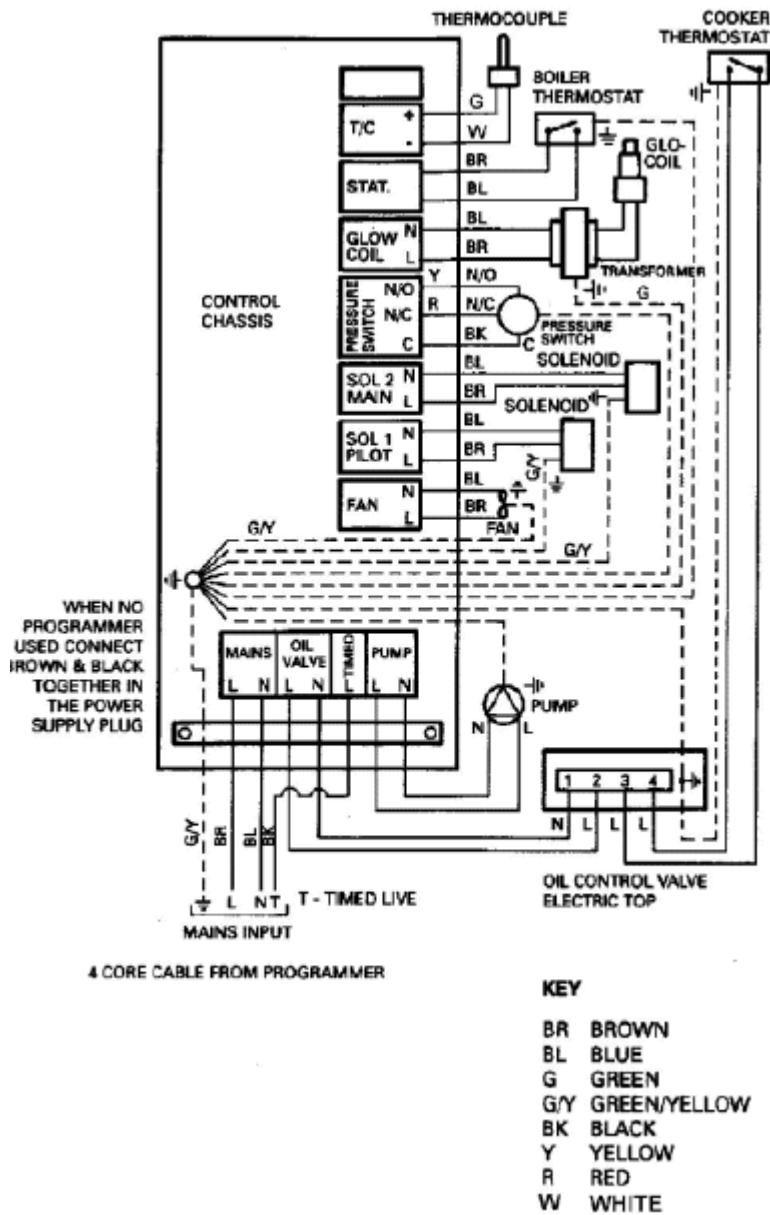 THERMOCOUPLE
COOKER
THERMOSTAT
BOILER
THERMOSTAT
G
T/C
+
-
W
GLO-
COIL
BR
STAT.
BL
BL
GLOW
COIL
N
L
BR
TRANSFORMER
G
Y
N/O
CONTROL
CHASSIS
PRESSURE
SWITCH
N/O
N/C
C
R
N/C
BK
C
PRESSURE
SWITCH
BL
SOLENOID
SOL 2
MAIN
N
L
BR
SOLENOID
BL
SOL 1
PILOT
N
L
BR
G/Y
BL
FAN
N
L
BR
FAN
G/Y
G/Y
WHEN NO
PROGRAMMER
USED CONNECT
BROWN & BLACK
TOGETHER IN
THE POWER
SUPPLY PLUG
MAINS
OIL
VALVE
TIMED
PUMP
L N L N L L N
PUMP
N
L
1 2 3 4
N L L L
G/Y
BR
BL
BK
OIL CONTROL VALVE
ELECTRIC TOP
L N T
T - TIMED LIVE
MAINS INPUT
4 CORE CABLE FROM PROGRAMMER
KEY
BR BROWN
BL BLUE
G GREEN
G/Y GREEN/YELLOW
BK BLACK
Y YELLOW
R RED
W WHITE